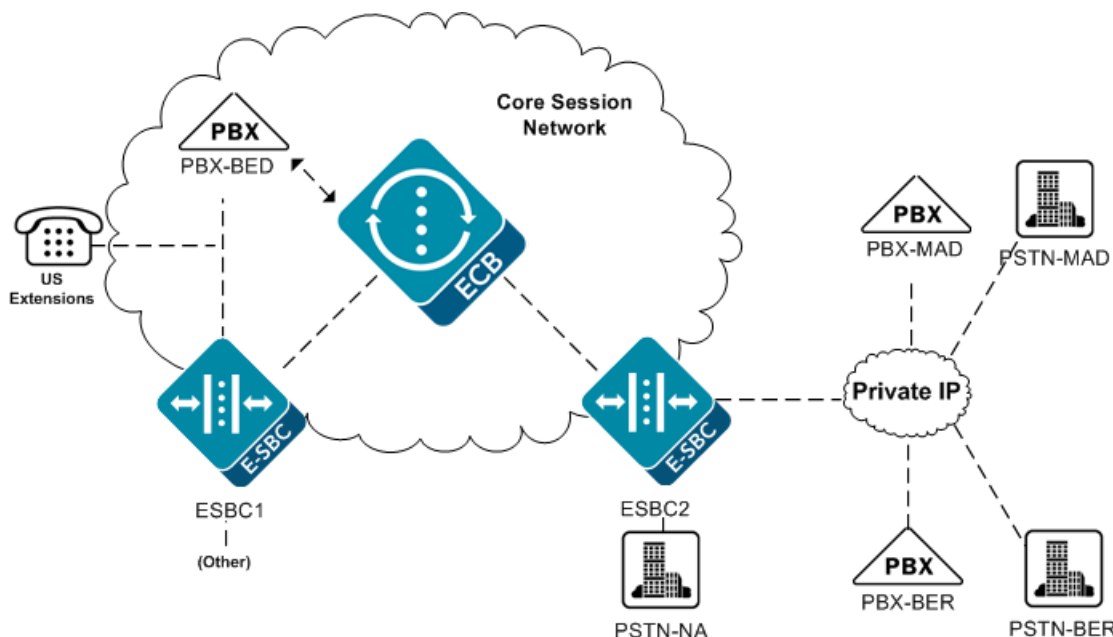 Core Session
Network
PBX
PBX-BED
ECB
US
Extensions
PBX
PBX-MAD
PSTN-MAD
Private IP
E-SBC
ESBC1
(Other)
E-SBC
ESBC2
PSTN-NA
PBX
PBX-BER
PSTN-BER